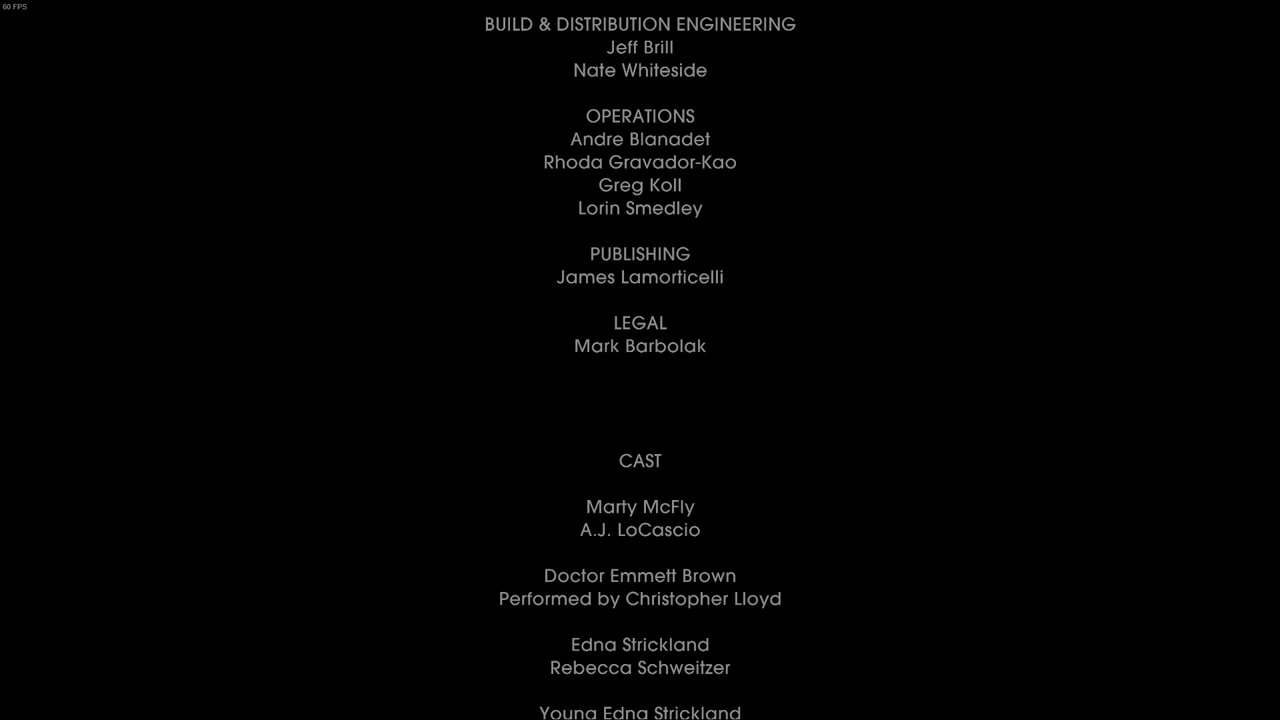 60 FPS
BUILD & DISTRIBUTION ENGINEERING
Jeff Brill
Nate Whiteside
OPERATIONS
Andre Blanadet
Rhoda Gravador-Kao
Greg Koll
Lorin Smedley
PUBLISHING
James Lamorticelli
LEGAL
Mark Barbolak
CAST
Marty McFly
A.J. LoCascio
Doctor Emmett Brown
Performed by Christopher Lloyd
Edna Strickland
Rebecca Schweitzer
Young Edna Strickland